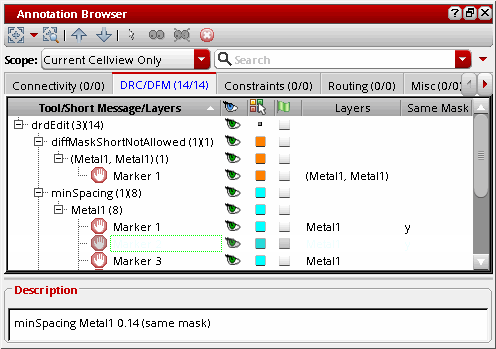 Annotation Browser
Scope: Current Cellview Only Search
Connectivity (0/0) DRC/DFM (14/14) Constraints (0/0) Routing (0/0) Misc (0/0)
Tool/Short Message/Layers Layers Same Mask
drdEdit (3)(14)
diffMaskShortNotAllowed (1)(1)
(Metal1, Metal1) (1)
Marker 1 (Metal1, Metal1)
minSpacing (1)(8)
Metal1 (8)
Marker 1 Metal1 y
Marker 3 Metal1
Description
minSpacing Metal1 0.14 (same mask)